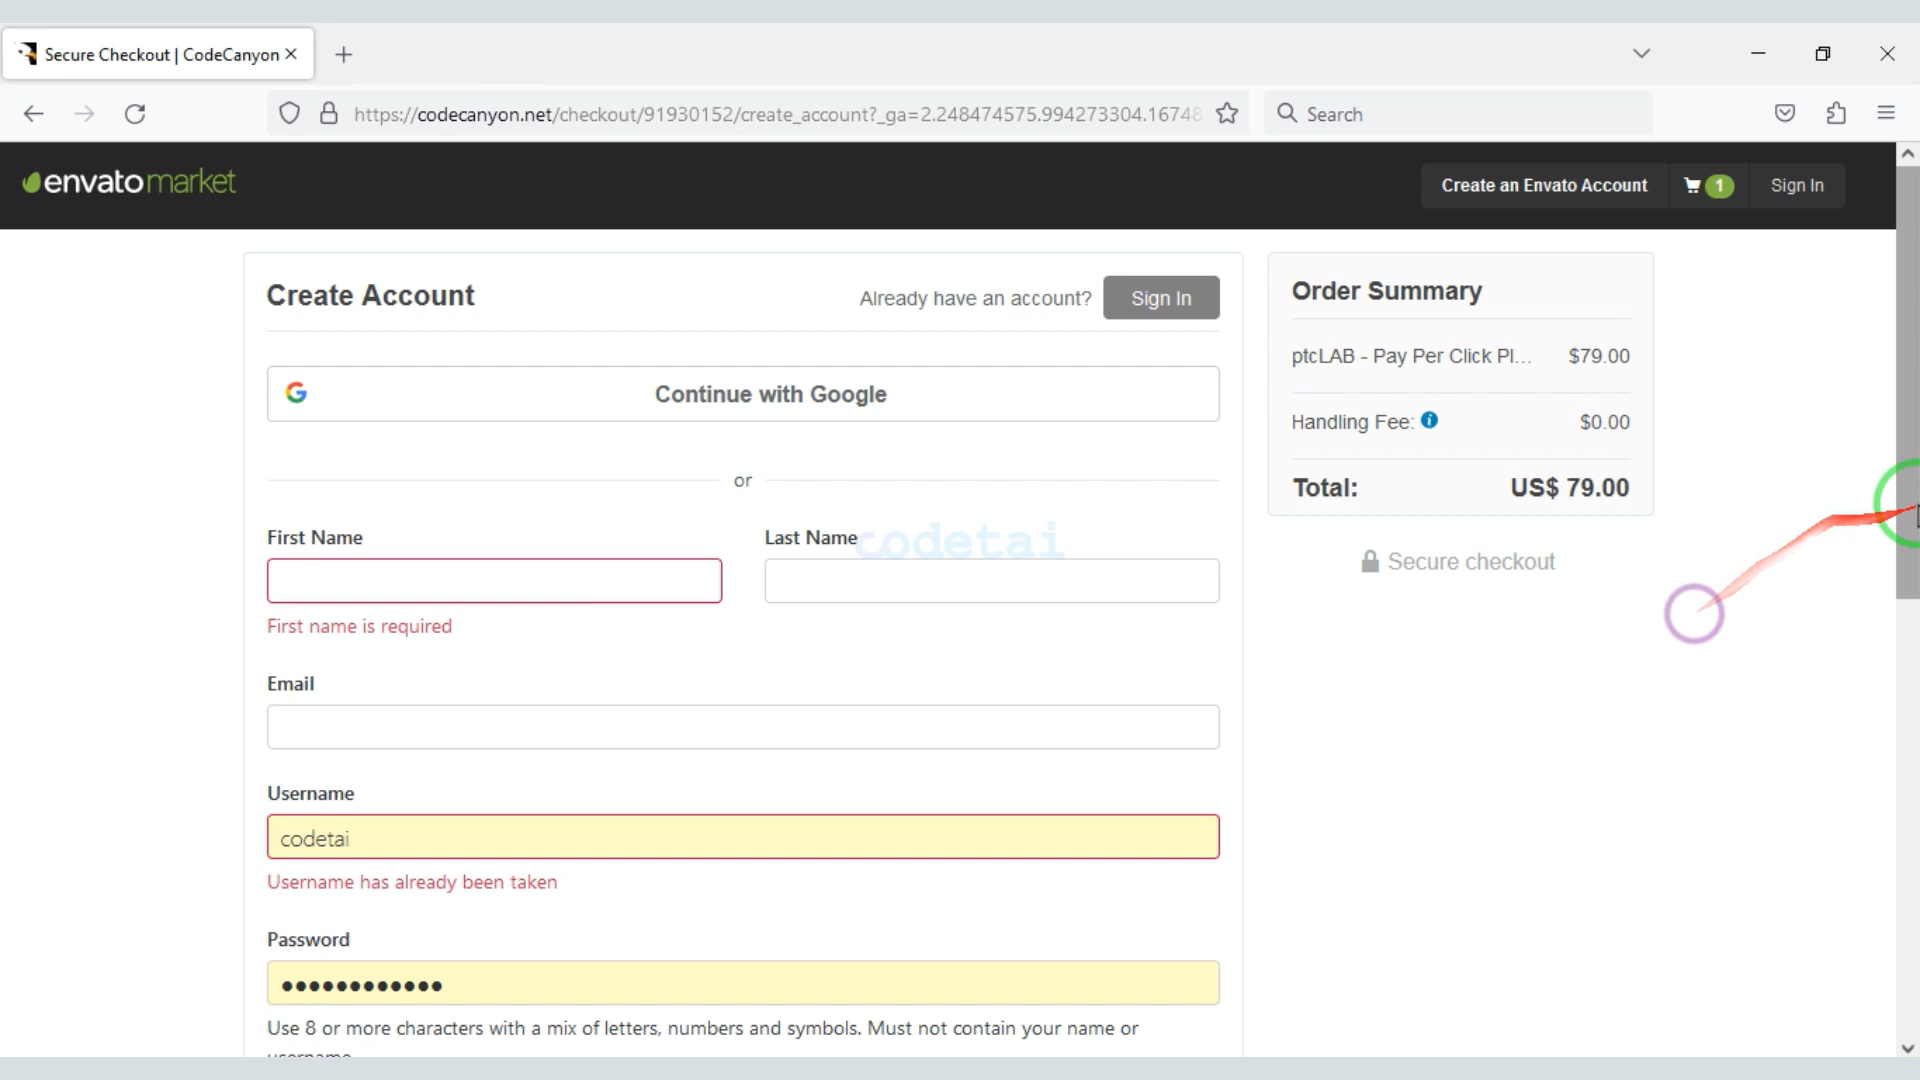 Secure Checkout | CodeCanyon
https://codecanyon.net/checkout/91930152/create_account?_ga=2.248474575.994273304.16748
Search
envatomarket
Create an Envato Account
1
Sign In
Create Account
Already have an account?
Sign In
Order Summary
ptcLAB - Pay Per Click Pl...
$79.00
Continue with Google
Handling Fee:
$0.00
or
Total:
US$ 79.00
First Name
Last Name
codetai
Secure checkout
First name is required
Email
Username
codetai
Username has already been taken
Password
Use 8 or more characters with a mix of letters, numbers and symbols. Must not contain your name or
username